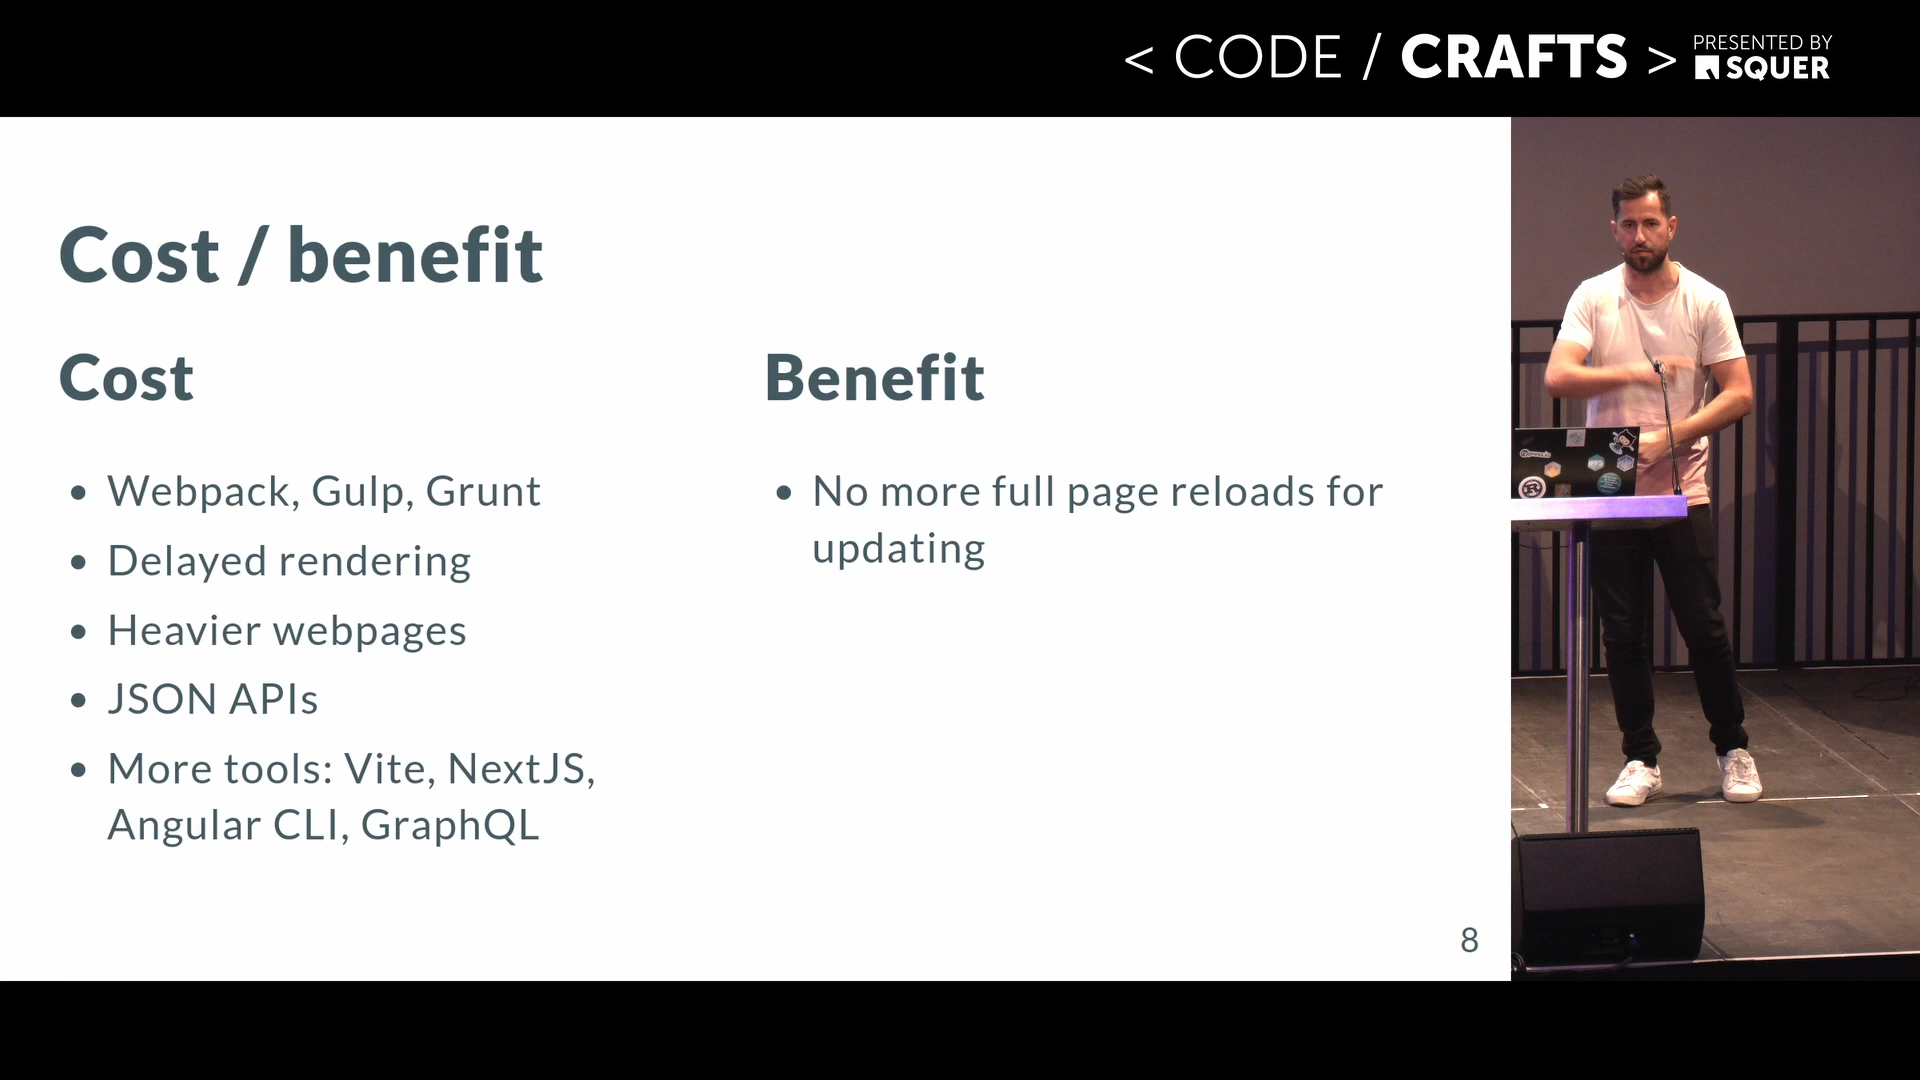 < CODE / CRAFTS >
PRESENTED BY
SQUER
Cost / benefit
Cost
• Webpack, Gulp, Grunt
• Delayed rendering
• Heavier webpages
• JSON APIs
• More tools: Vite, NextJS,
Angular CLI, GraphQL
Benefit
• No more full page reloads for
updating
8
R